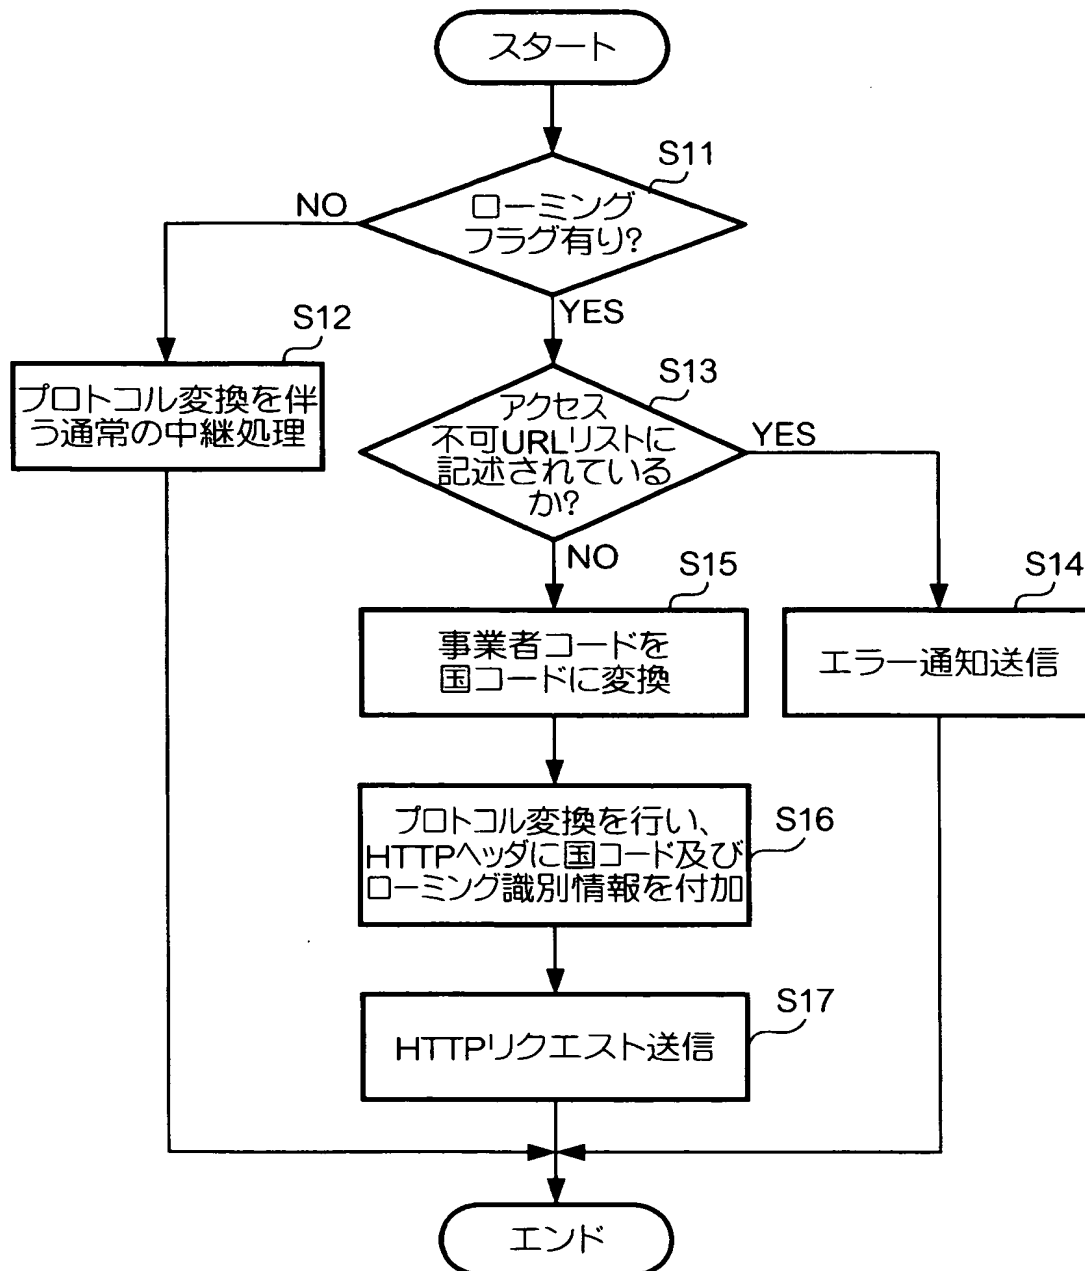 スタート
S11
ローミング
フラグ有り?
NO
YES
S12
プロトコル変換を伴
う通常の中継処理
S13
アクセス
不可URLリストに
記述されている
か?
YES
NO
S14
エラー通知送信
S15
事業者コードを
国コードに変換
S16
プロトコル変換を行い、
HTTPヘッダに国コード及び
ローミング識別情報を付加
S17
HTTPリクエスト送信
エンド